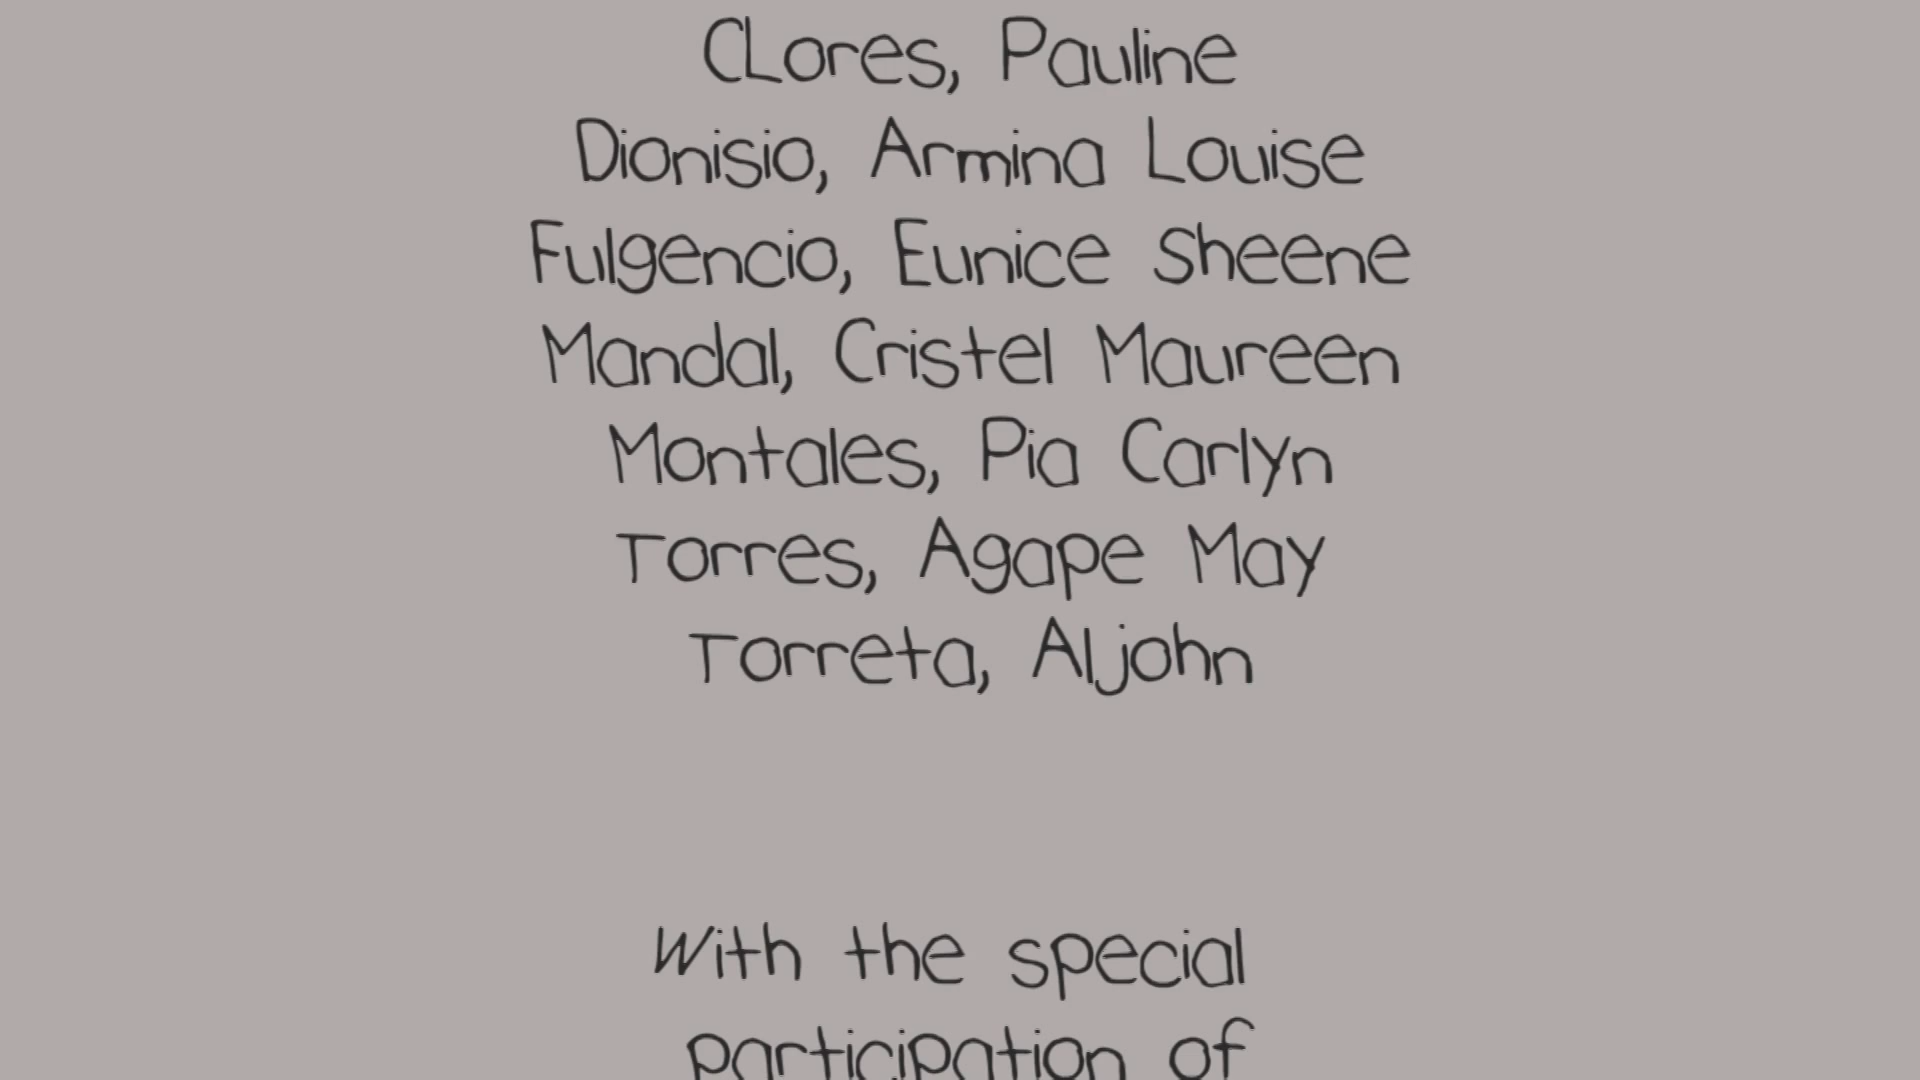 CLores, Pauline
Dionisio, Armina Louise
Fulgencio, Eunice Sheene
Mandal, Cristel Maureen
Montales, Pia Carlyn
Torres, Agape May
Torreta, Aljohn
With the special
participation of